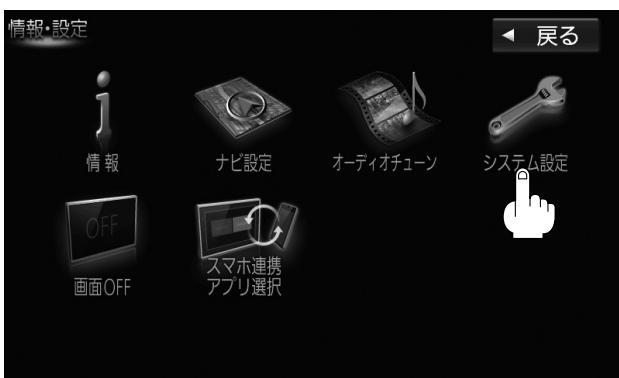 情報・設定
戻る
情報
ナビ設定
オーディオチューン
システム設定
OFF
画面OFF
スマホ連携
アプリ選択